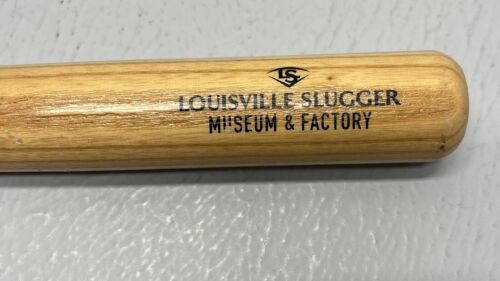 LS
LOUISVILLE SLUGGER
MUSEUM & FACTORY